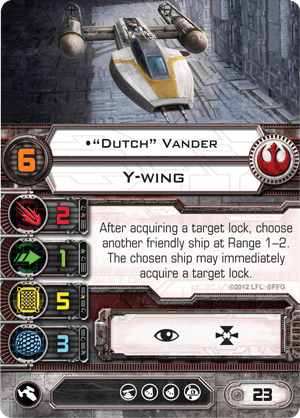 •“Dutch” Vander
6
Y-wing
2
1
5
3
After acquiring a target lock, choose
another friendly ship at Range 1–2.
The chosen ship may immediately
acquire a target lock.
©2012 LFL ©FFG
23